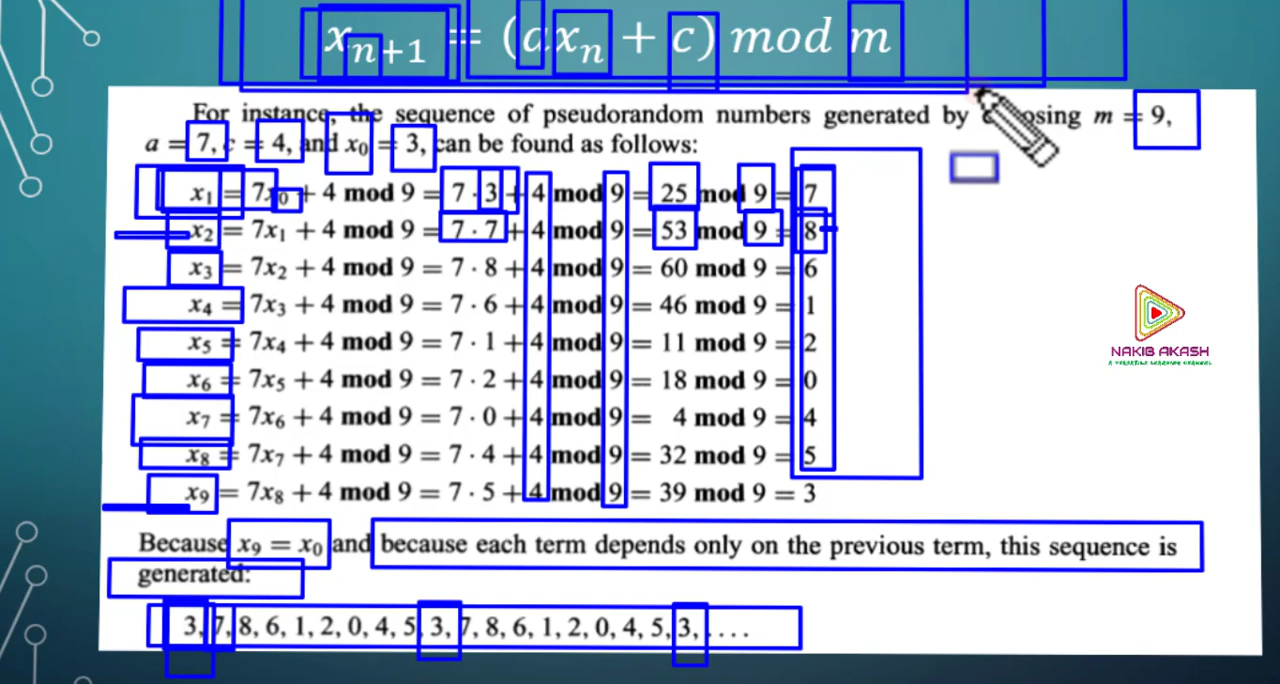 xₙ₊₁ = (axₙ + c) mod m
For instance, the sequence of pseudorandom numbers generated by osing m = 9,
a = 7, c = 4, and x₀ = 3, can be found as follows:
x₁ = 7x₀ + 4 mod 9 = 7 · 3 + 4 mod 9 = 25 mod 9 = 7
x₂ = 7x₁ + 4 mod 9 = 7 · 7 + 4 mod 9 = 53 mod 9 = 8
x₃ = 7x₂ + 4 mod 9 = 7 · 8 + 4 mod 9 = 60 mod 9 = 6
x₄ = 7x₃ + 4 mod 9 = 7 · 6 + 4 mod 9 = 46 mod 9 = 1
x₅ = 7x₄ + 4 mod 9 = 7 · 1 + 4 mod 9 = 11 mod 9 = 2
x₆ = 7x₅ + 4 mod 9 = 7 · 2 + 4 mod 9 = 18 mod 9 = 0
x₇ = 7x₆ + 4 mod 9 = 7 · 0 + 4 mod 9 = 4 mod 9 = 4
x₈ = 7x₇ + 4 mod 9 = 7 · 4 + 4 mod 9 = 32 mod 9 = 5
x₉ = 7x₈ + 4 mod 9 = 7 · 5 + 4 mod 9 = 39 mod 9 = 3
NAKIB AKASH
Because x₉ = x₀ and because each term depends only on the previous term, this sequence is
generated:
3, 7, 8, 6, 1, 2, 0, 4, 5, 3, 7, 8, 6, 1, 2, 0, 4, 5, 3, ....